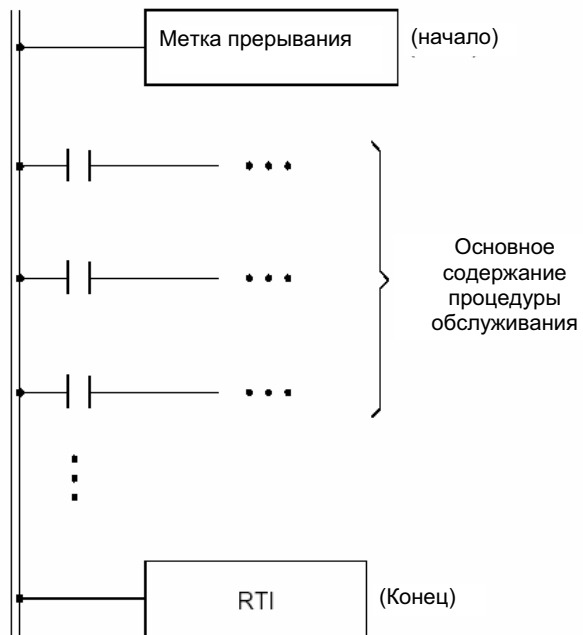 Метка прерывания (начало)
Основное
содержание
процедуры
обслуживания
RTI (Конец)